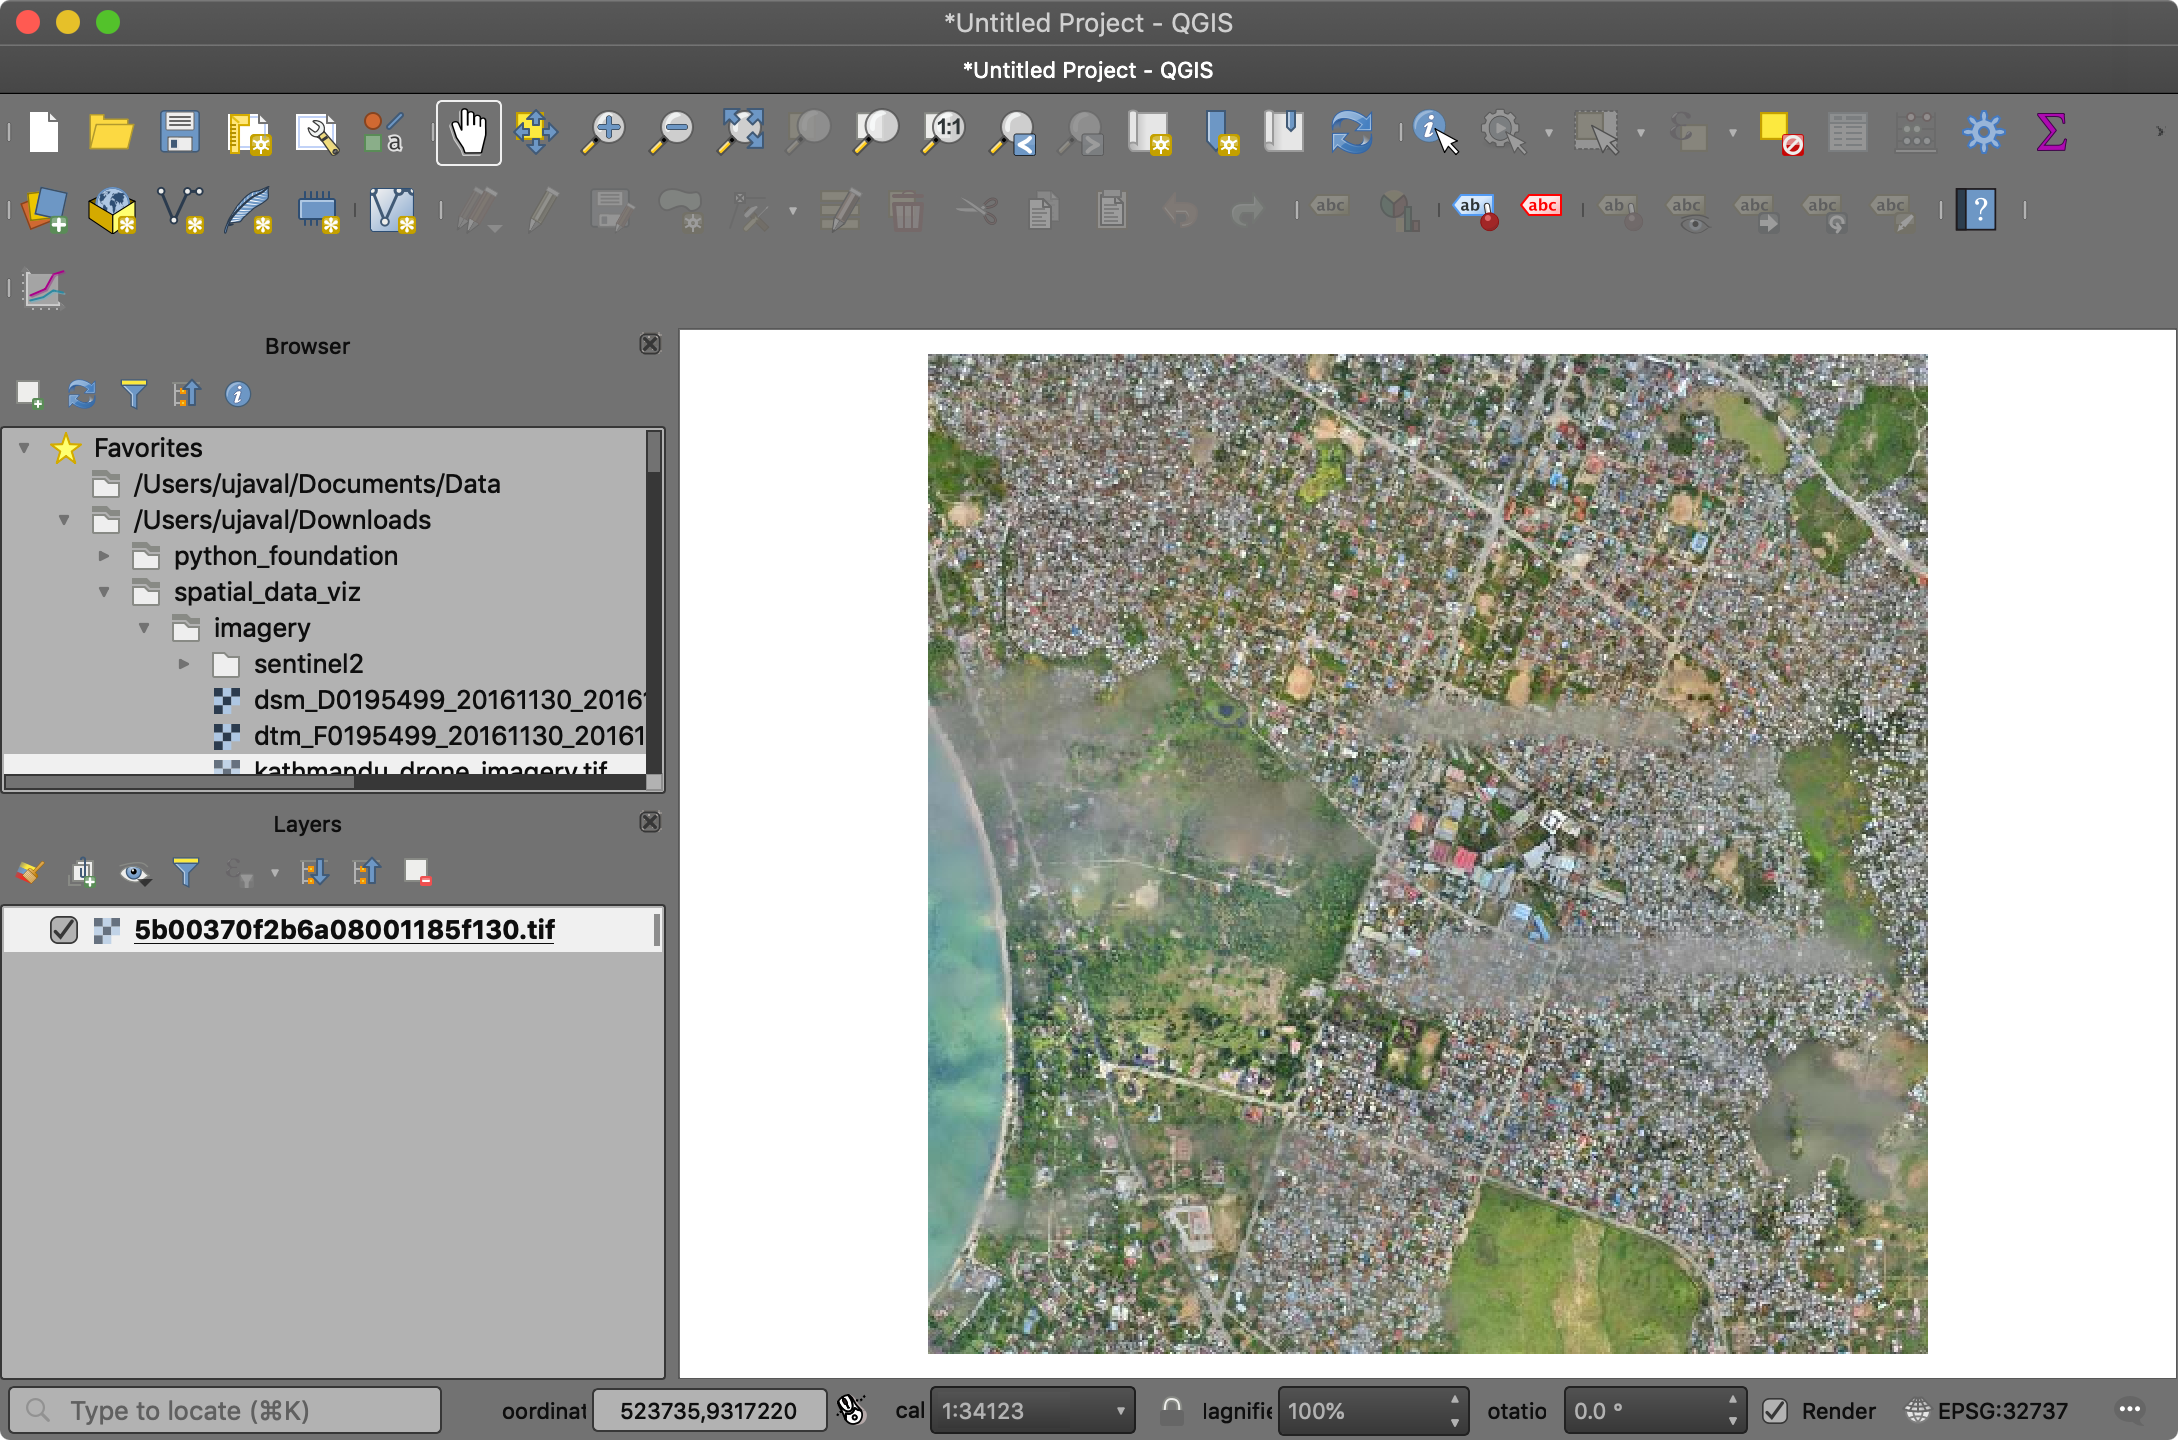 *Untitled Project - QGIS
*Untitled Project - QGIS
a
1:1
abc
ab
abc
ab
abc
abc
abc
abc
?
Browser
Favorites
/Users/ujaval/Documents/Data
/Users/ujaval/Downloads
python_foundation
spatial_data_viz
imagery
sentinel2
dsm_D0195499_20161130_2016
dtm_F0195499_20161130_20161
kathmandu_drone_imagery.tif
Layers
5b00370f2b6a08001185f130.tif
Type to locate (⌘K) oordinat 523735,9317220 cal 1:34123 lagnifie 100% otatio 0.0 ° Render EPSG:32737